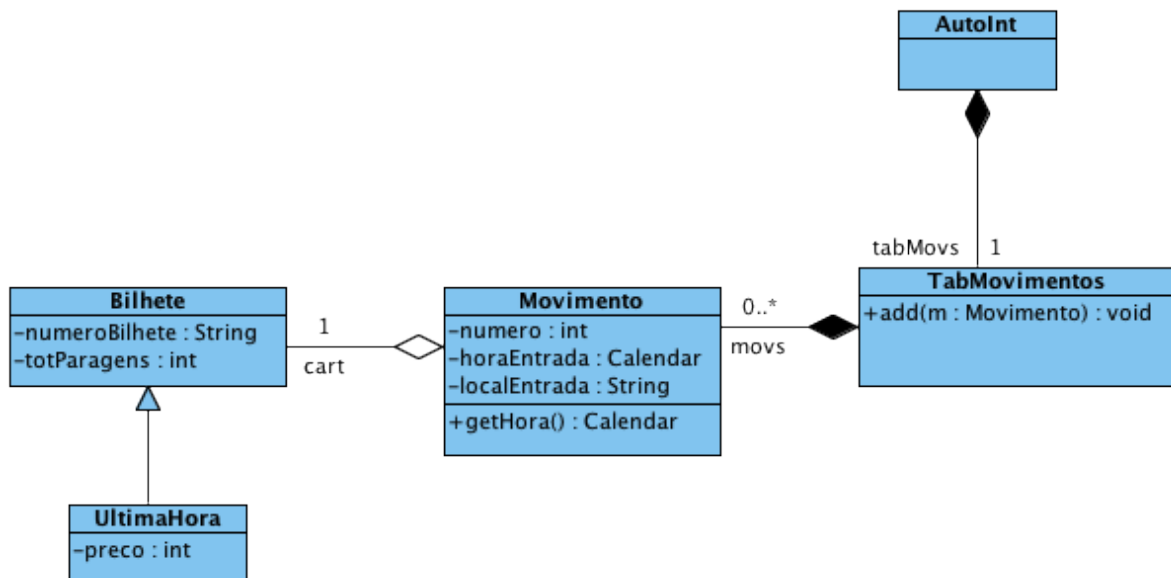 AutoInt
tabMovs 1
TabMovimentos
+add(m : Movimento) : void
Bilhete
-numeroBilhete : String
-totParagens : int
1
cart
Movimento
-numero : int
-horaEntrada : Calendar
-localEntrada : String
+getHora() : Calendar
0..*
movs
UltimaHora
-preco : int